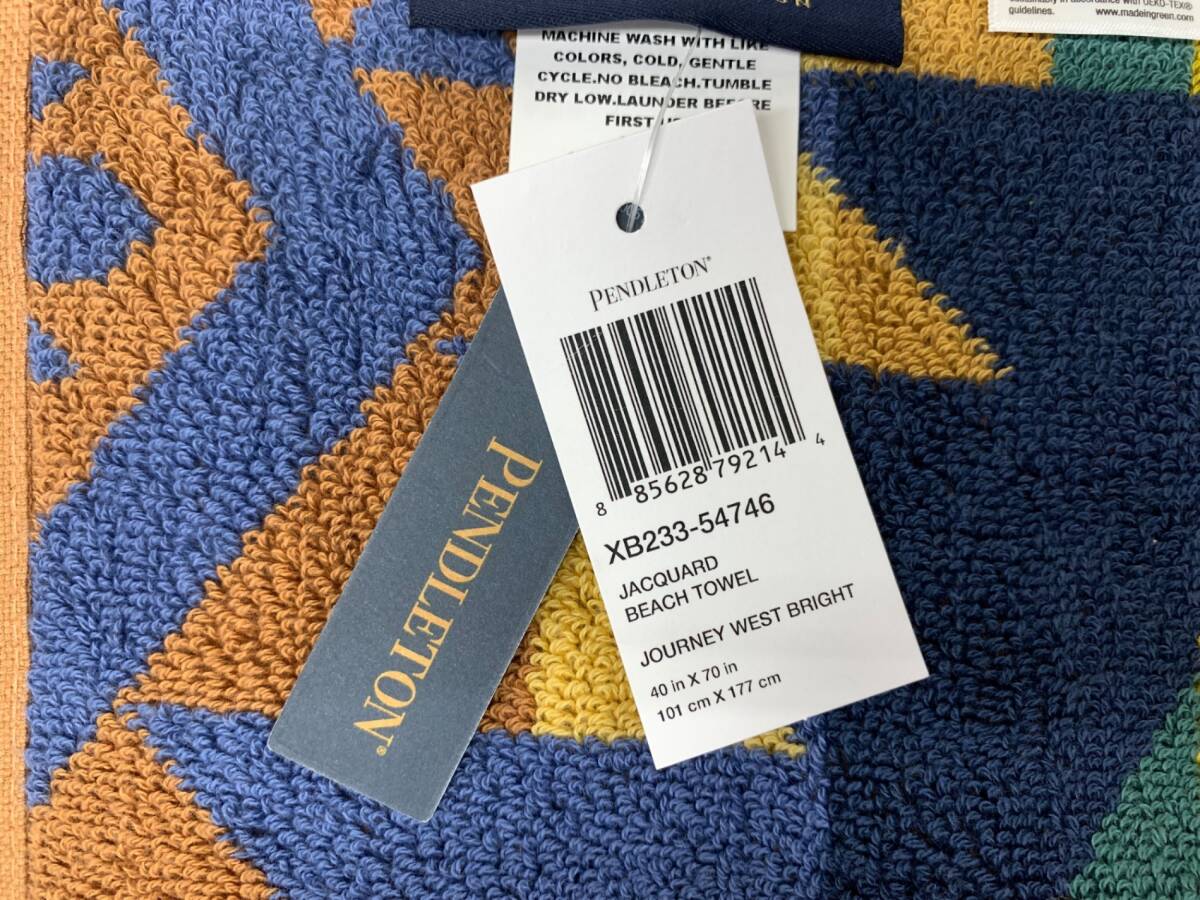 guidelines. www.madeingreen.com
MACHINE WASH WITH LIKE
COLORS, COLD, GENTLE
CYCLE.NO BLEACH.TUMBLE
DRY LOW.LAUNDER BEFORE
FIRST
PENDLETON®
8 85628 79214 4
XB233-54746
JACQUARD
BEACH TOWEL
JOURNEY WEST BRIGHT
40 in X 70 in
101 cm X 177 cm
PENDLETON®